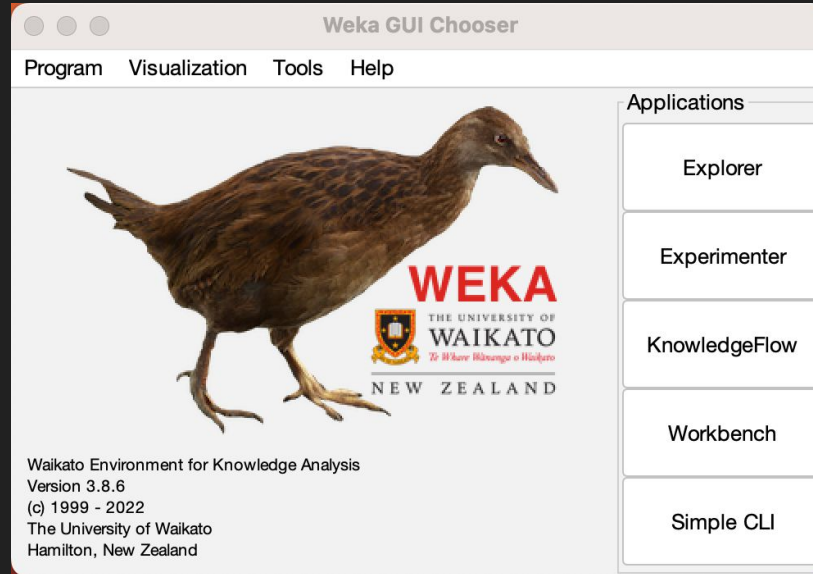 Weka GUI Chooser
Program Visualization Tools Help
Applications
Explorer
Experimenter
KnowledgeFlow
Workbench
Simple CLI
WEKA
THE UNIVERSITY OF
WAIKATO
Te Whare Wānanga o Waikato
NEW ZEALAND
Waikato Environment for Knowledge Analysis
Version 3.8.6
(c) 1999 - 2022
The University of Waikato
Hamilton, New Zealand